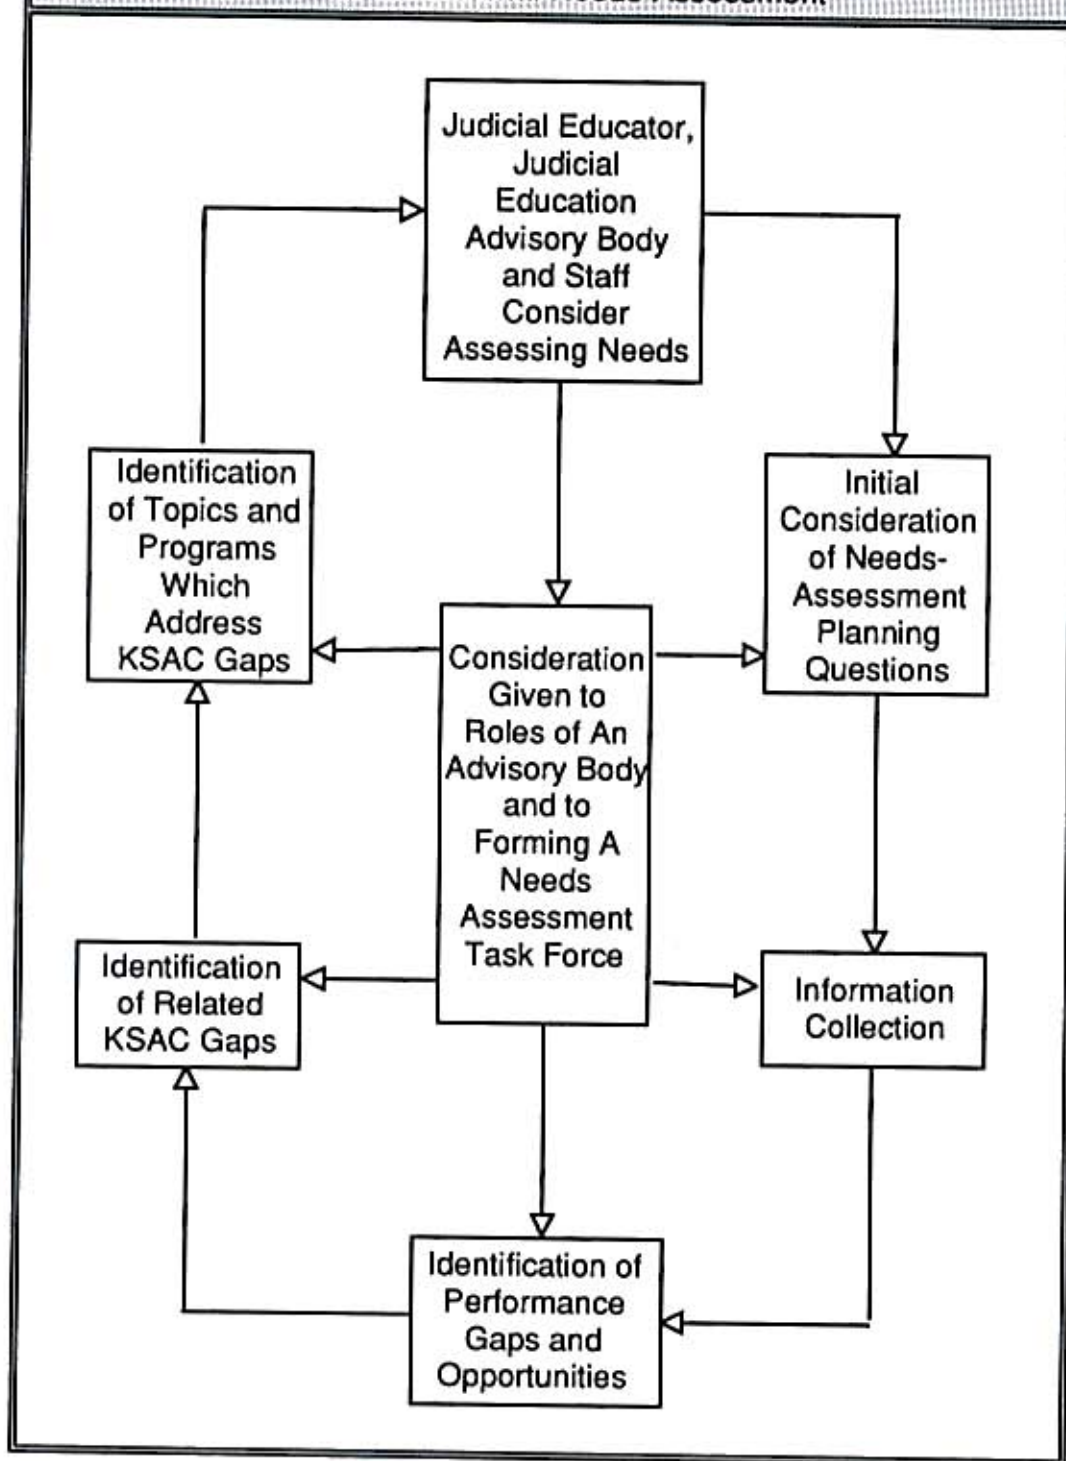 Assessment
Judicial Educator,
Judicial
Education
Advisory Body
and Staff
Consider
Assessing Needs
Identification
of Topics and
Programs
Which
Address
KSAC Gaps
Initial
Consideration
of Needs-
Assessment
Planning
Questions
Consideration
Given to
Roles of An
Advisory Body
and to
Forming A
Needs
Assessment
Task Force
Identification
of Related
KSAC Gaps
Information
Collection
Identification of
Performance
Gaps and
Opportunities